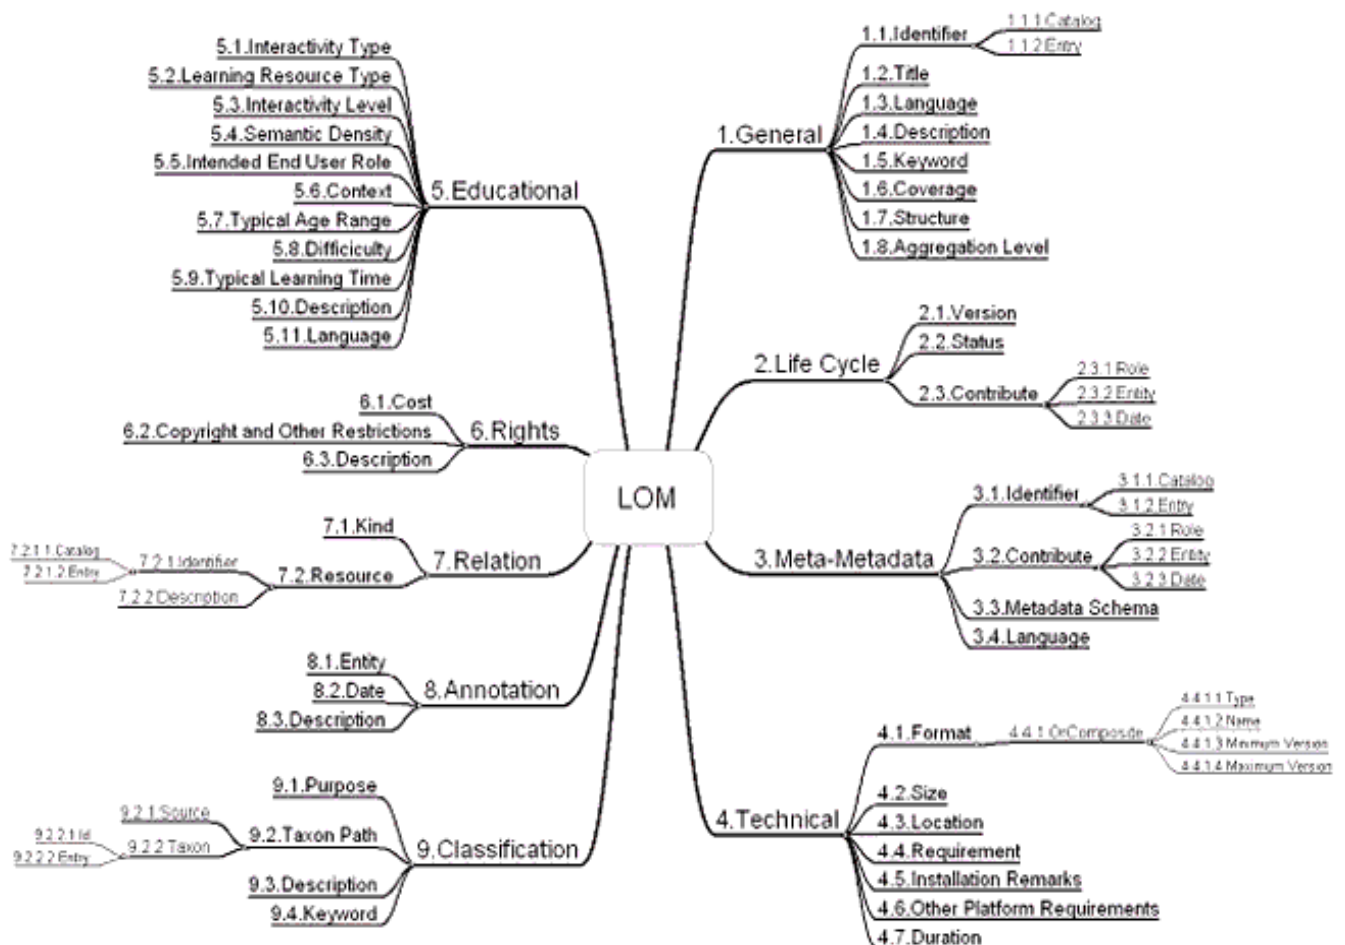 LOM
1.General
1.1.Identifier
1.1.1.Catalog
1.1.2.Entry
1.2.Title
1.3.Language
1.4.Description
1.5.Keyword
1.6.Coverage
1.7.Structure
1.8.Aggregation Level
2.Life Cycle
2.1.Version
2.2.Status
2.3.Contribute
2.3.1 Role
2.3.2 Entity
2.3.3 Date
3.Meta-Metadata
3.1.Identifier
3.1.1.Catalog
3.1.2.Entry
3.2.Contribute
3.2.1 Role
3.2.2 Entity
3.2.3 Date
3.3.Metadata Schema
3.4.Language
4.Technical
4.1.Format
4.4.1.OrComposite
4.4.1.1 Type
4.4.1.2 Name
4.4.1.3 Minimum Version
4.4.1.4 Maximum Version
4.2.Size
4.3.Location
4.4.Requirement
4.5.Installation Remarks
4.6.Other Platform Requirements
4.7.Duration
5.Educational
5.1.Interactivity Type
5.2.Learning Resource Type
5.3.Interactivity Level
5.4.Semantic Density
5.5.Intended End User Role
5.6.Context
5.7.Typical Age Range
5.8.Difficiculty
5.9.Typical Learning Time
5.10.Description
5.11.Language
6.Rights
6.1.Cost
6.2.Copyright and Other Restrictions
6.3.Description
7.Relation
7.1.Kind
7.2.Resource
7.2.1.Identifier
7.2.1.1.Catalog
7.2.1.2.Entry
7.2.2.Description
8.Annotation
8.1.Entity
8.2.Date
8.3.Description
9.Classification
9.1.Purpose
9.2.Taxon Path
9.2.1.Source
9.2.2.Taxon
9.2.2.1 Id
9.2.2.2 Entry
9.3.Description
9.4.Keyword